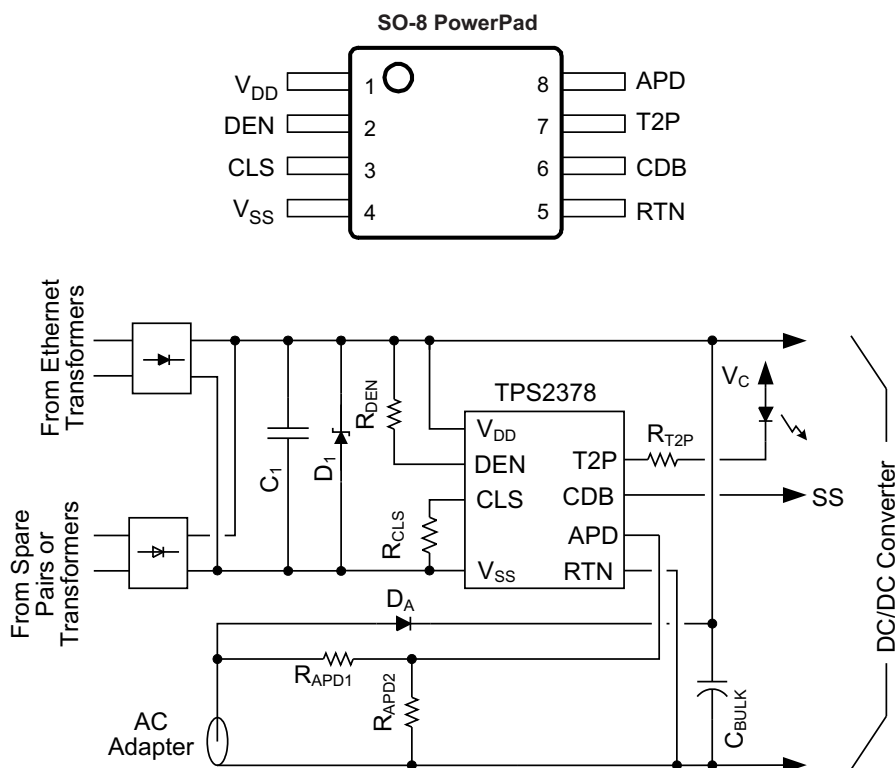 SO-8 PowerPad
VDD
1
8
APD
DEN
2
7
T2P
CLS
3
6
CDB
VSS
4
5
RTN
From Ethernet
Transformers
From Spare
Pairs or
Transformers
C1
D1
RDEN
RCLS
TPS2378
VDD
DEN
CLS
VSS
T2P
CDB
APD
RTN
RT2P
VC
SS
DC/DC Converter
DA
RAPD1
RAPD2
CBULK
AC
Adapter